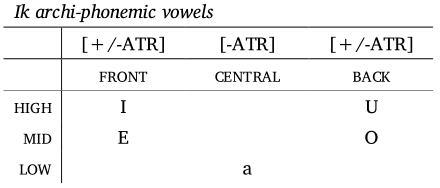 Ik archi-phonemic vowels
[+/-ATR] [-ATR] [+/-ATR]
FRONT CENTRAL BACK
HIGH I U
MID E O
LOW a